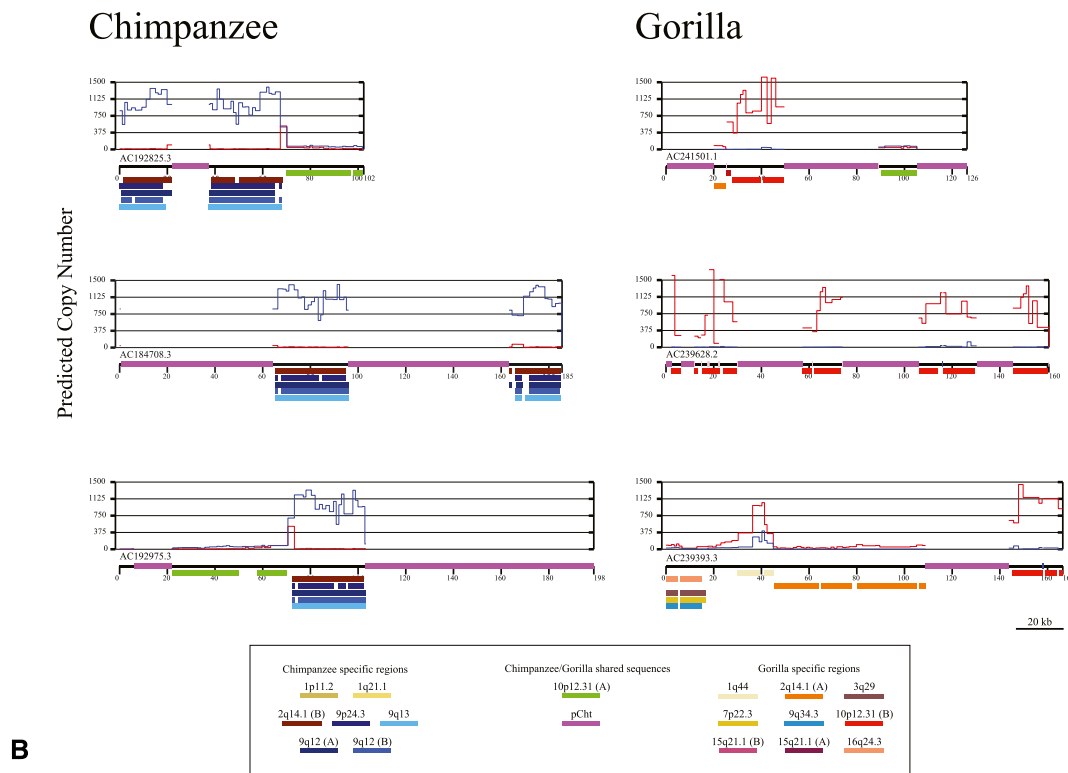 Chimpanzee
Gorilla
Predicted Copy Number
1500
1125
750
375
0
AC192825.3
0 20 40 60 80 100 102
1500
1125
750
375
0
AC241501.1
0 20 40 60 80 100 126
1500
1125
750
375
0
AC184708.3
0 20 40 60 80 100 120 140 160 185
1500
1125
750
375
0
AC239628.2
0 20 40 60 80 100 120 140 160
1500
1125
750
375
0
AC192975.3
0 20 40 60 80 100 120 140 160 180 198
1500
1125
750
375
0
AC239393.3
0 20 40 60 80 100 120 140
20 kb
Chimpanzee specific regions
1p11.2 1q21.1
2q14.1 (B) 9p24.3 9q13
9q12 (A) 9q12 (B)
Chimpanzee/Gorilla shared sequences
10p12.31 (A)
pCht
Gorilla specific regions
1q44 2q14.1 (A) 3q29
7p22.3 9q34.3 10p12.31 (B)
15q21.1 (B) 15q21.1 (A) 16q24.3
B